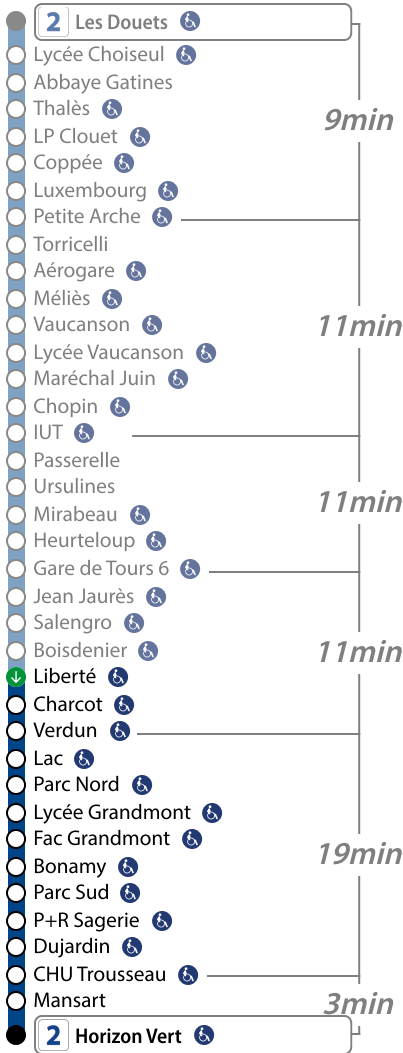 2 Les Douets
Lycée Choiseul
Abbaye Gatines
Thalès
9min
LP Clouet
Coppée
Luxembourg
Petite Arche
Torricelli
Aérogare
Méliès
Vaucanson
11min
Lycée Vaucanson
Maréchal Juin
Chopin
IUT
Passerelle
Ursulines
11min
Mirabeau
Heurteloup
Gare de Tours 6
Jean Jaurès
Salengro
Boisdenier
11min
Liberté
Charcot
Verdun
Lac
Parc Nord
Lycée Grandmont
Fac Grandmont
19min
Bonamy
Parc Sud
P+R Sagerie
Dujardin
CHU Trousseau
Mansart
3min
2 Horizon Vert